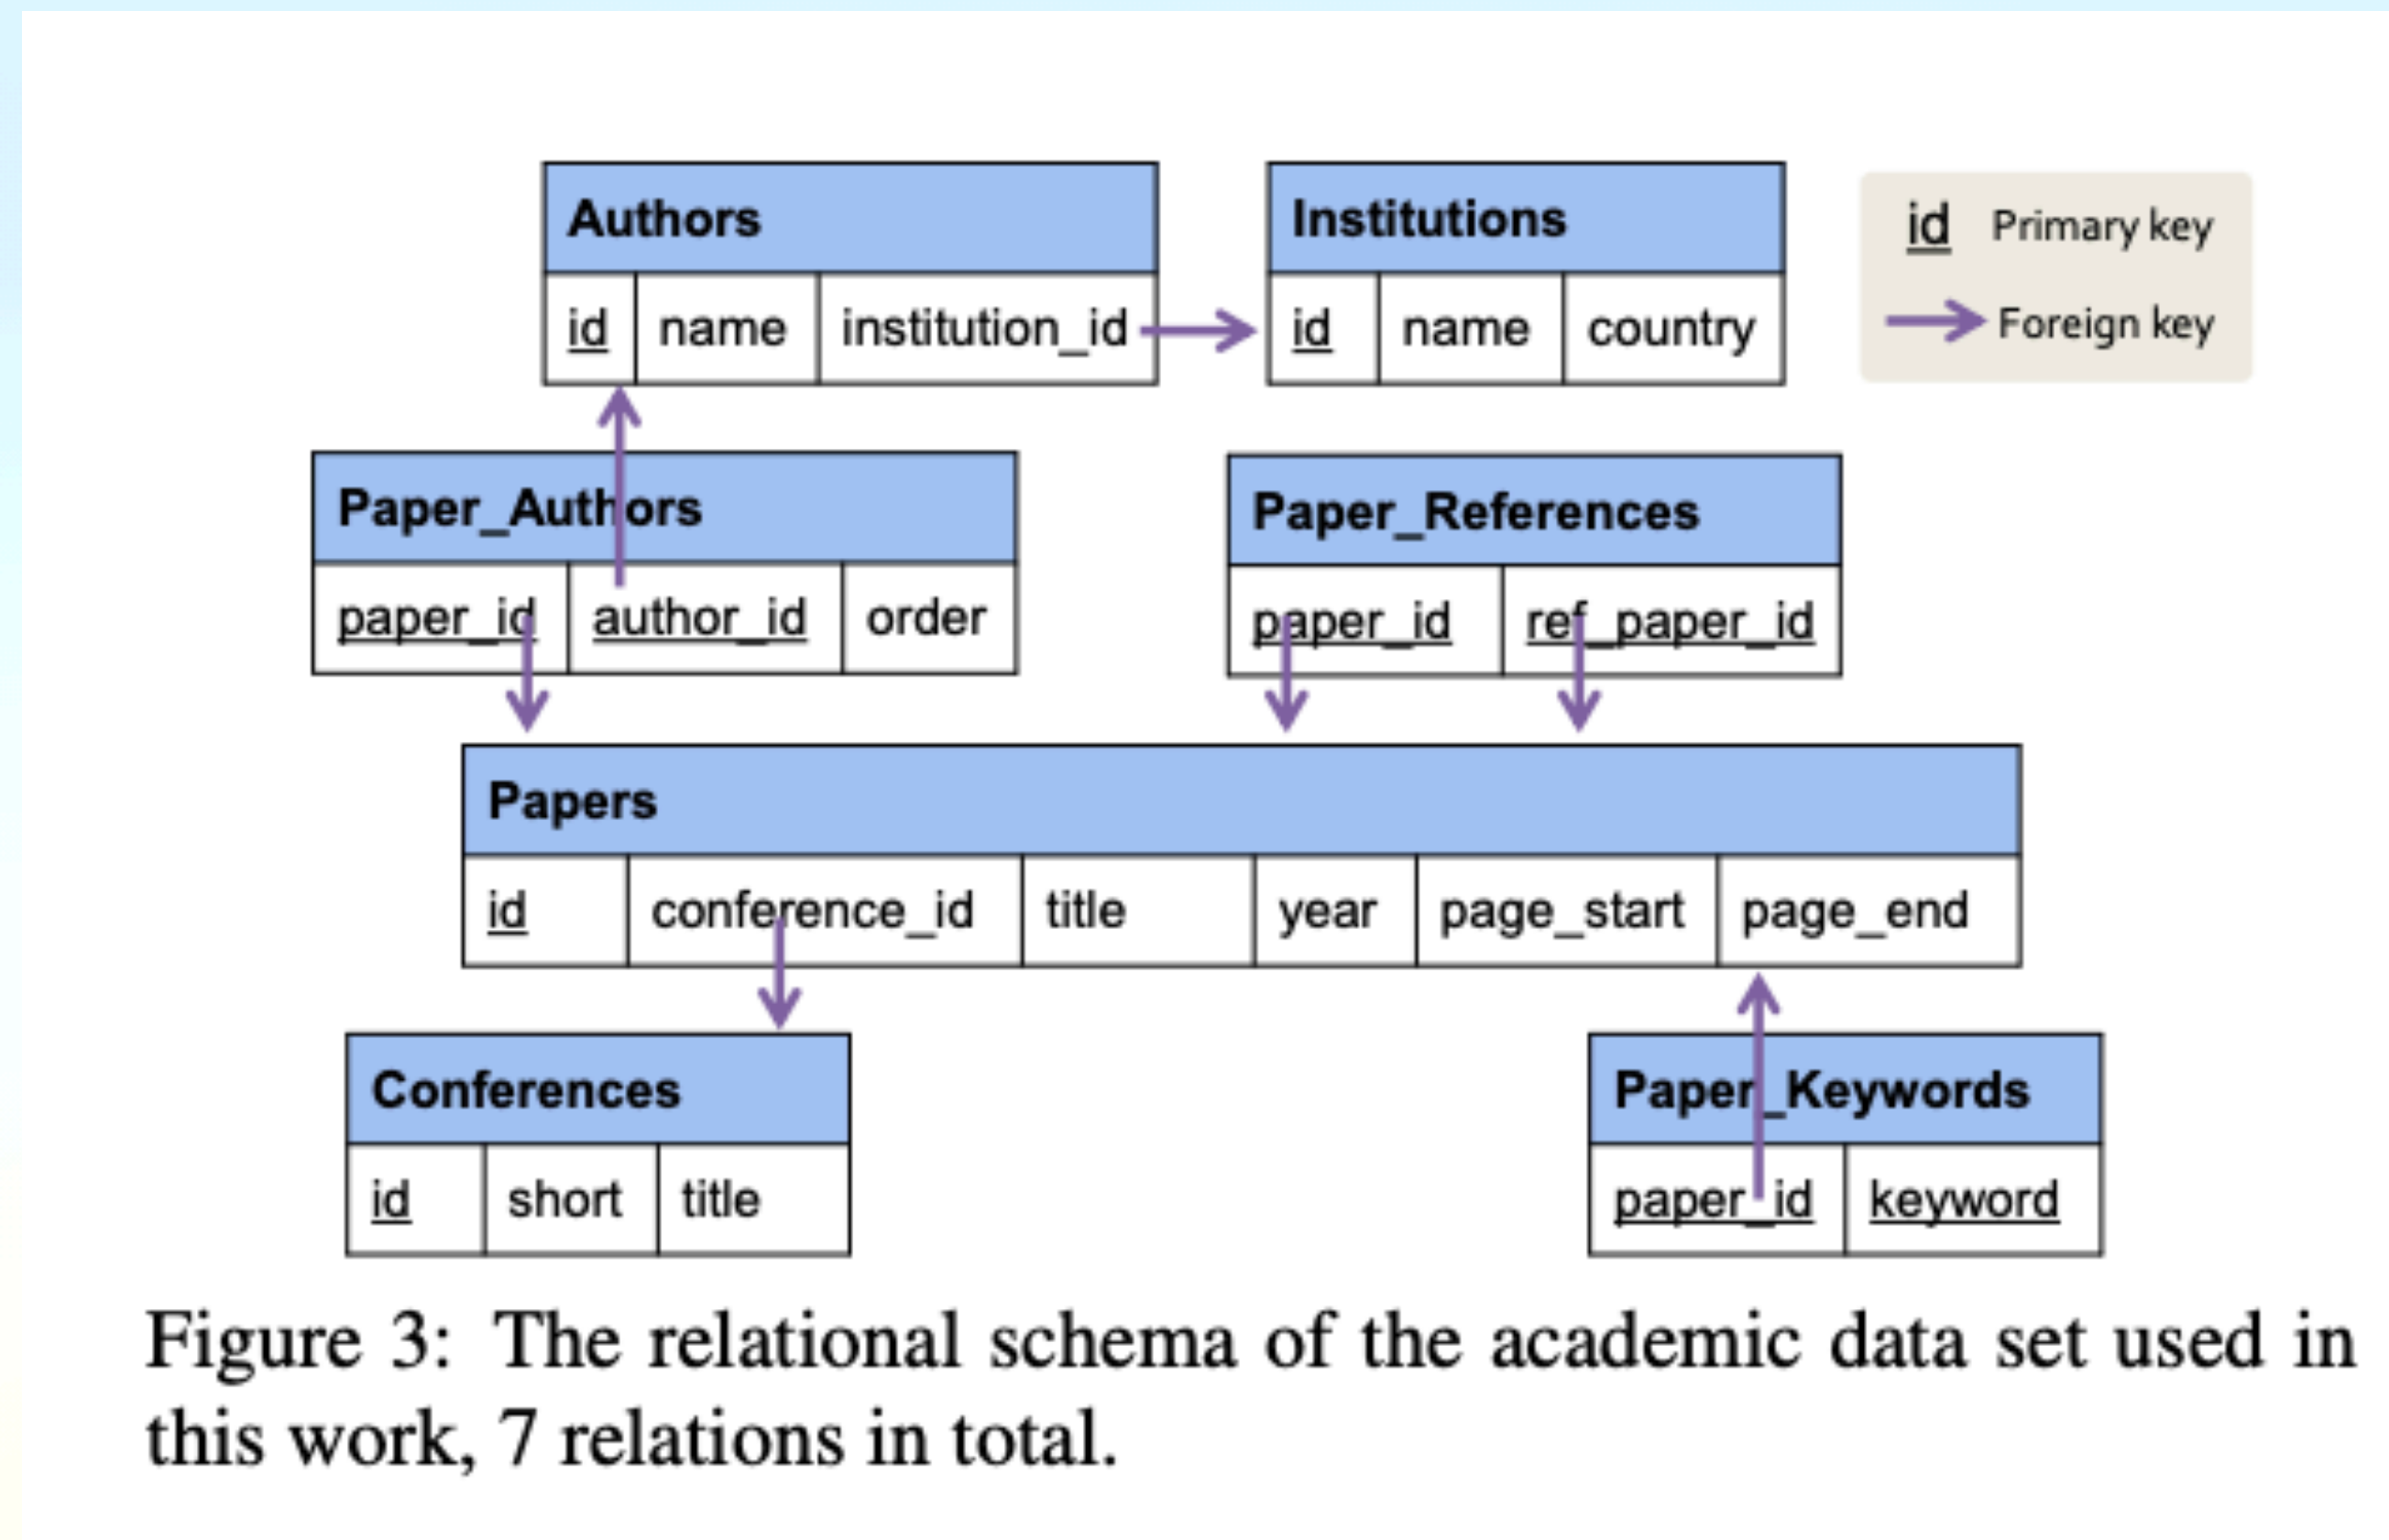 Authors
id name institution_id
Institutions
id name country
id Primary key
Foreign key
Paper_Authors
paper_id author_id order
Paper_References
paper_id ref_paper_id
Papers
id conference_id title year page_start page_end
Conferences
id short title
Paper_Keywords
paper_id keyword
Figure 3: The relational schema of the academic data set used in
this work, 7 relations in total.